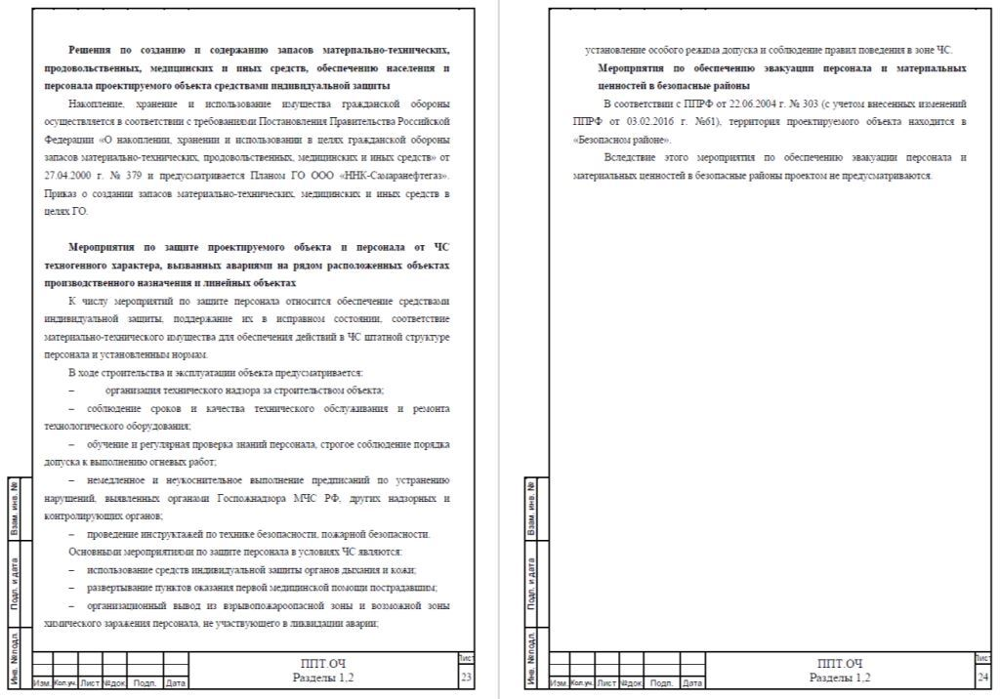 Решения по созданию и содержанию запасов материально-технических,
продовольственных, медицинских и иных средств, обеспечению населения и
персонала проектируемого объекта средствами индивидуальной защиты
Накопление, хранение и использование имущества гражданской обороны
осуществляется в соответствии с требованиями Постановления Правительства Российской
Федерации «О накоплении, хранении и использовании в целях гражданской обороны
запасов материально-технических, продовольственных, медицинских и иных средств» от
27.04.2000 г. № 379 и предусматривается Планом ГО ООО «ННК-Самаранефтегаз».
Приказ о создании запасов материально-технических, медицинских и иных средств в
целях ГО.
Мероприятия по защите проектируемого объекта и персонала от ЧС
техногенного характера, вызванных авариями на рядом расположенных объектах
производственного назначения и линейных объектах
К числу мероприятий по защите персонала относится обеспечение средствами
индивидуальной защиты, поддержание их в исправном состоянии, соответствие
материально-технического имущества для обеспечения действий в ЧС штатной структуре
персонала и установленным нормам.
В ходе строительства и эксплуатации объекта предусматривается:
– организация технического надзора за строительством объекта;
– соблюдение сроков и качества технического обслуживания и ремонта
технологического оборудования;
– обучение и регулярная проверка знаний персонала, строгое соблюдение порядка
допуска к выполнению огневых работ;
– немедленное и неукоснительное выполнение предписаний по устранению
нарушений, выявленных органами Госпожнадзора МЧС РФ, других надзорных и
контролирующих органов;
– проведение инструктажей по технике безопасности, пожарной безопасности.
Основными мероприятиями по защите персонала в условиях ЧС являются:
– использование средств индивидуальной защиты органов дыхания и кожи;
– развертывание пунктов оказания первой медицинской помощи пострадавшим;
– организационный вывод из взрывопожароопасной зоны и возможной зоны
химического заражения персонала, не участвующего в ликвидации аварии;
Взам. инв. №
Подп. и дата
Инв. №подл.
Изм. Кол.уч. Лист №док. Подп. Дата
ППТ.ОЧ
Разделы 1,2
Лист
23
установление особого режима допуска и соблюдение правил поведения в зоне ЧС.
Мероприятия по обеспечению эвакуации персонала и материальных
ценностей в безопасные районы
В соответствии с ППРФ от 22.06.2004 г. № 303 (с учетом внесенных изменений
ППРФ от 03.02.2016 г. №61), территория проектируемого объекта находится в
«Безопасном районе».
Вследствие этого мероприятия по обеспечению эвакуации персонала и
материальных ценностей в безопасные районы проектом не предусматриваются.
Взам. инв. №
Подп. и дата
Инв. №подл.
Изм. Кол.уч. Лист №док. Подп. Дата
ППТ.ОЧ
Разделы 1,2
Лист
24